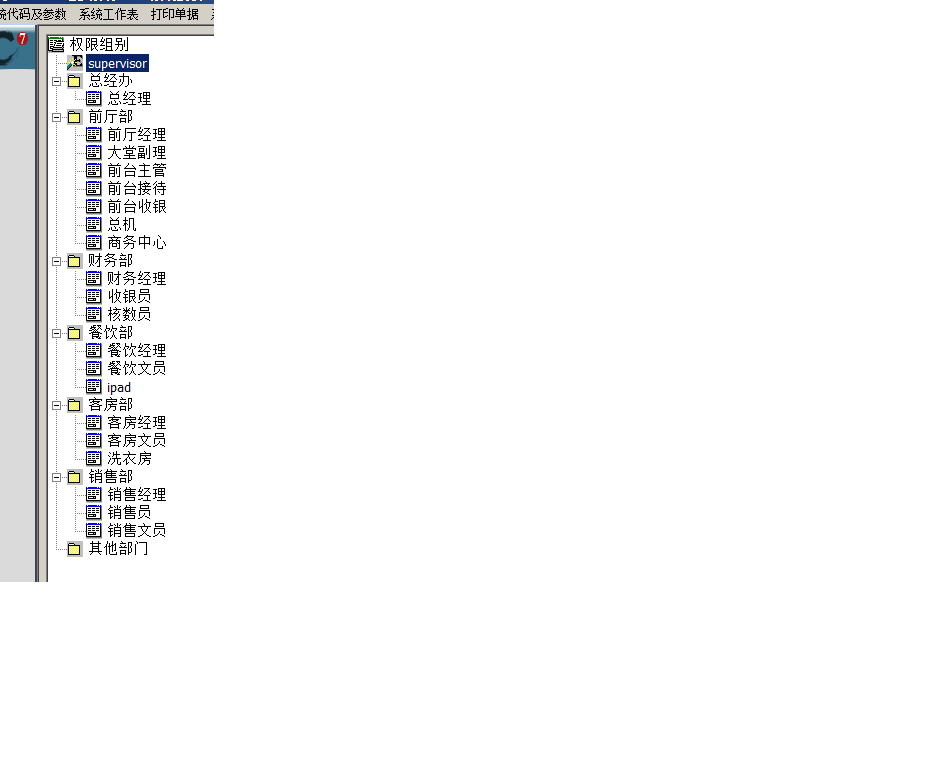 统代码及参数 系统工作表 打印单据
7
权限组别
supervisor
总经办
总经理
前厅部
前厅经理
大堂副理
前台主管
前台接待
前台收银
总机
商务中心
财务部
财务经理
收银员
核数员
餐饮部
餐饮经理
餐饮文员
ipad
客房部
客房经理
客房文员
洗衣房
销售部
销售经理
销售员
销售文员
其他部门